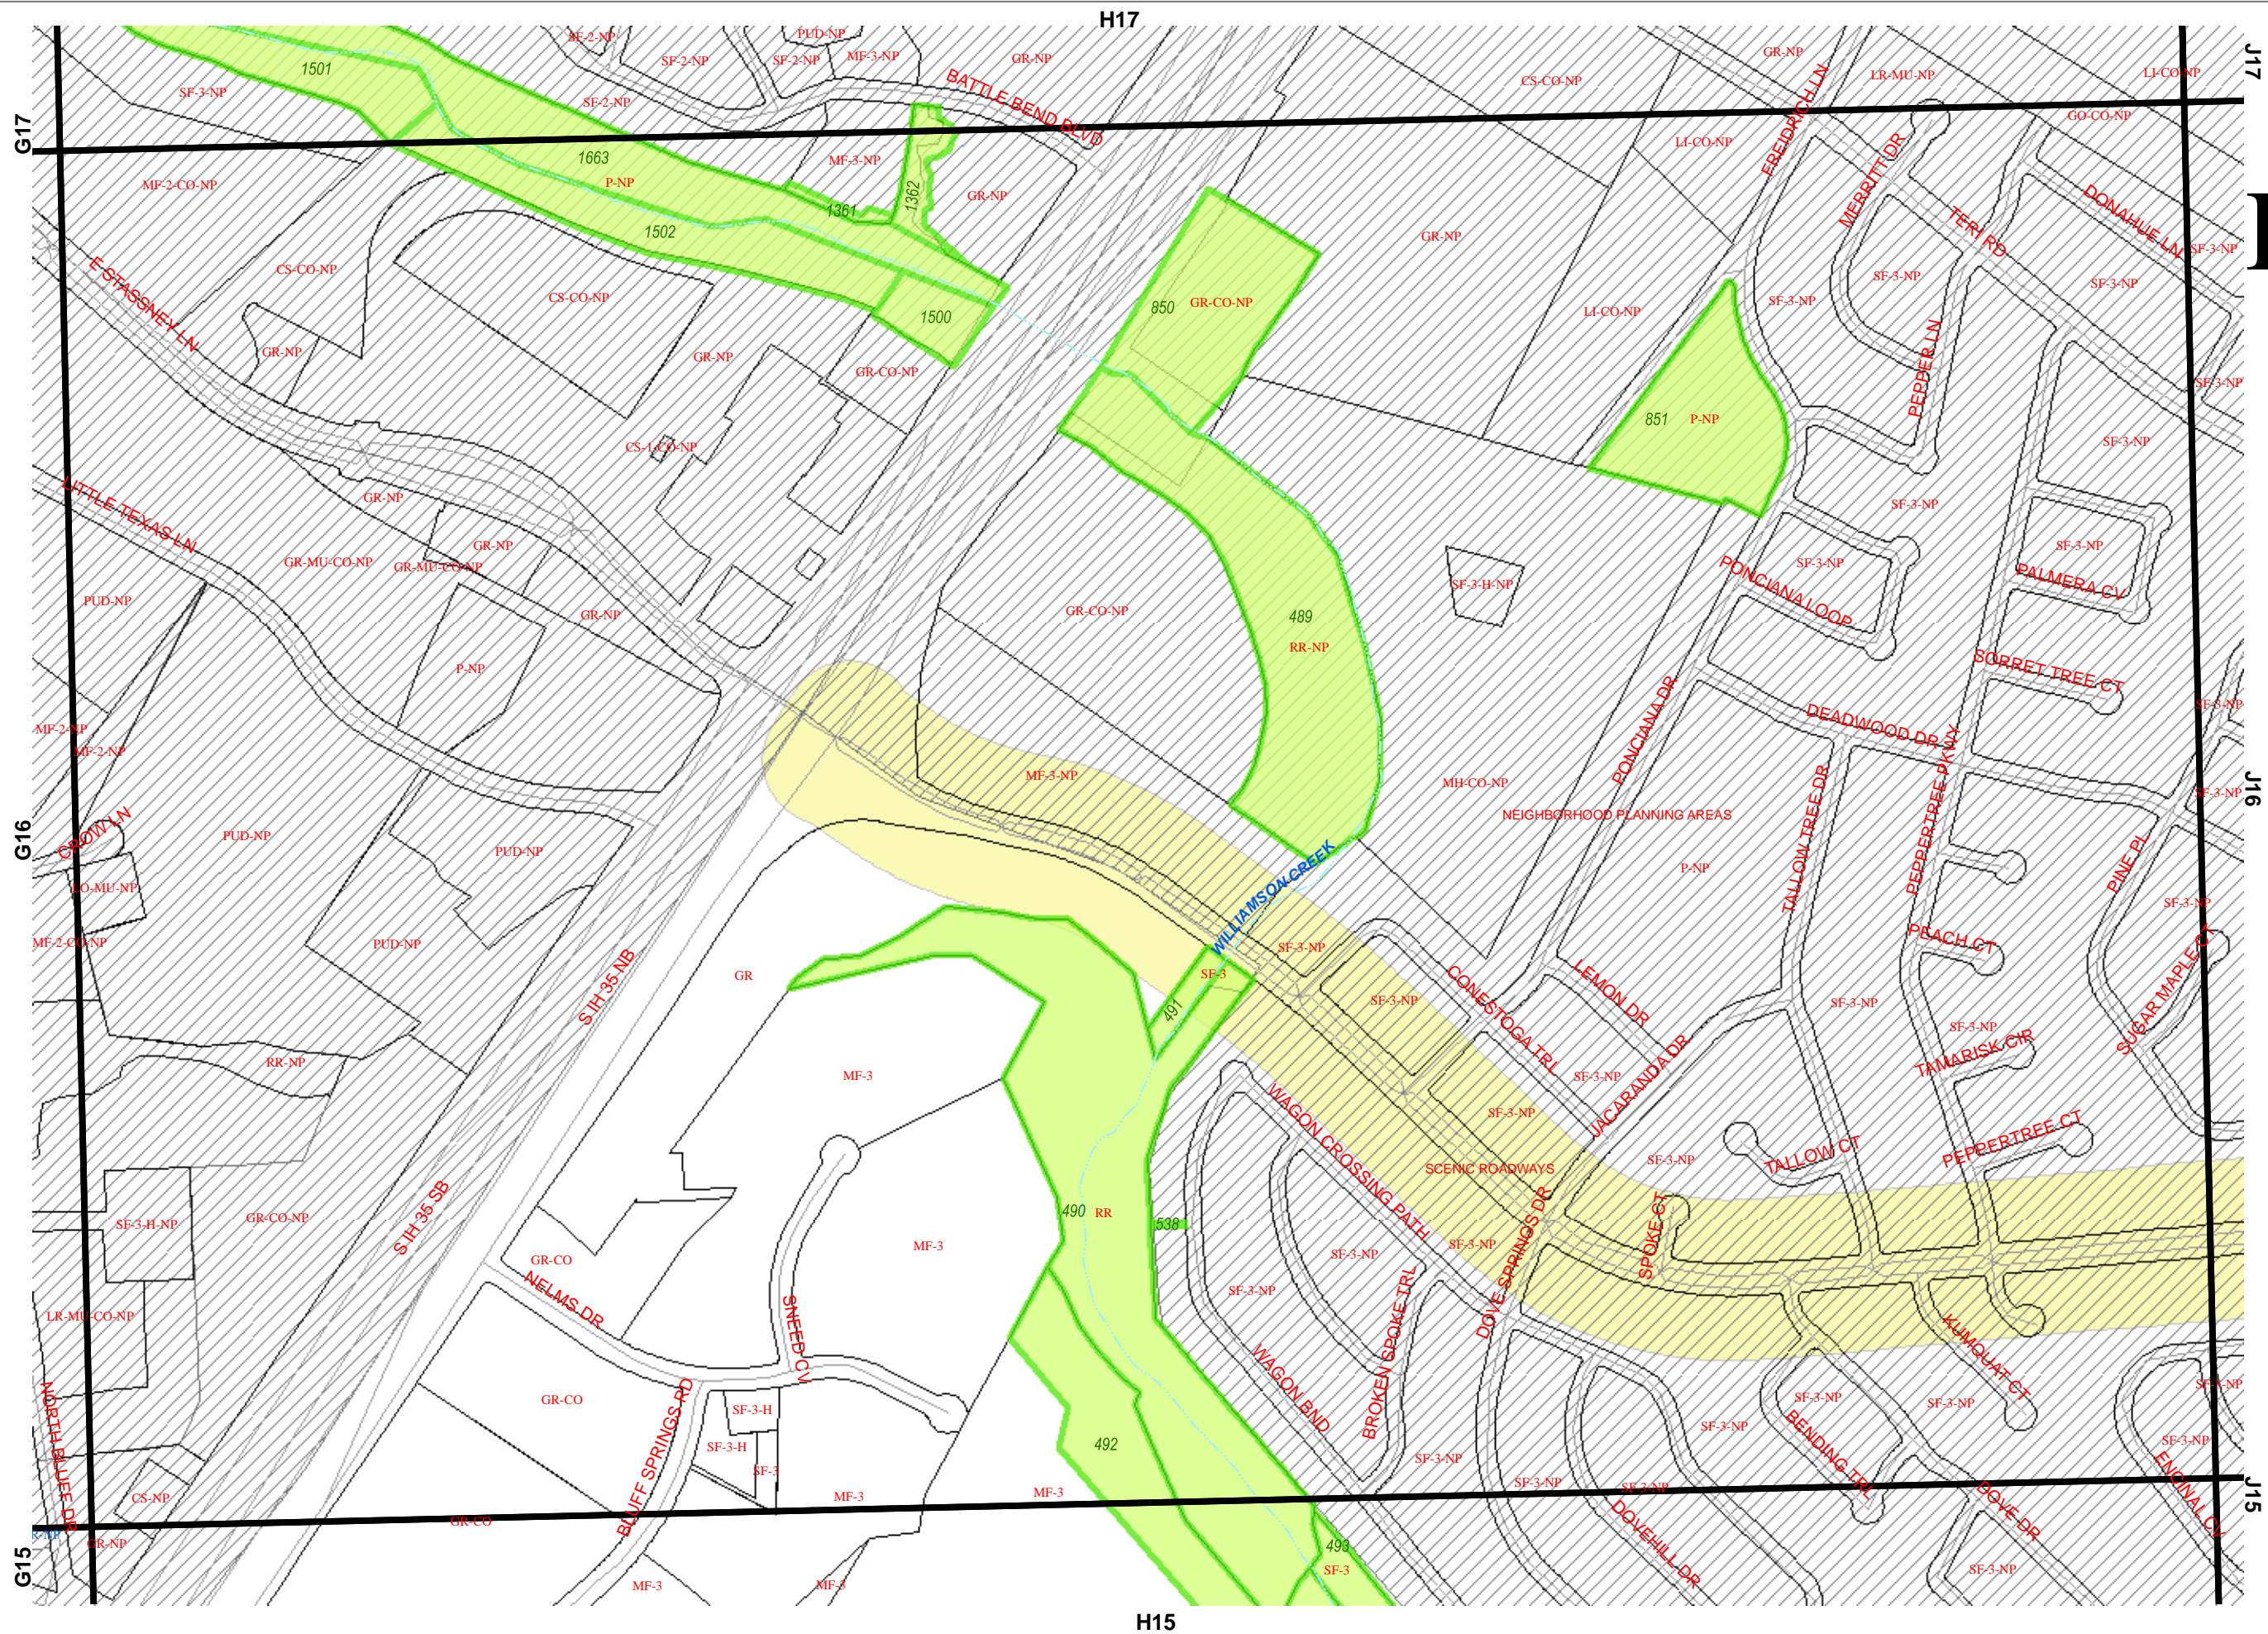 H17
SF-2-NP
PUD-NP
SF-2-NP
SF-2-NP
MF-3-NP
GR-NP
GR-NP
CS-CO-NP
LR-MU-NP
LI-CO-NP
J17
1501
SF-3-NP
SF-2-NP
BATTLE BEND BLVD
FREIDRICH LN
GO-CO-NP
G17
1663
P-NP
MF-3-NP
1362
GR-NP
LI-CO-NP
MERRITT DR
MF-2-CO-NP
1361
1502
DONAHUE LN
TERI RD
SF-3-NP
GR-NP
E STASSNEY LN
CS-CO-NP
CS-CO-NP
850
GR-CO-NP
SF-3-NP
SF-3-NP
SF-3-NP
1500
LI-CO-NP
GR-NP
GR-NP
GR-CO-NP
PEPPER LN
SF-3-NP
851
P-NP
CS-1-CO-NP
SF-3-NP
LITTLE TEXAS LN
GR-NP
SF-3-NP
GR-NP
GR-MU-CO-NP
GR-MU-CO-NP
SF-3-NP
SF-3-NP
PONCIANA LOOP
PALMERA CV
SF-3-H-NP
PUD-NP
GR-NP
GR-CO-NP
489
RR-NP
P-NP
SORRET TREE CT
SF-3-NP
MF-2-NP
MF-2-NP
PONCIANA DR
DEADWOOD DR
MF-3-NP
MH-CO-NP
TALLOW TREE DR
PEPPERTREE PKWY
SF-3-NP
J16
NEIGHBORHOOD PLANNING AREAS
G16
CROW LN
PUD-NP
PUD-NP
P-NP
PINE PL
LO-MU-NP
WILLIAMSON CREEK
SF-3-NP
MF-2-CO-NP
PUD-NP
SF-3-NP
PEACH CT
S IH 35 NB
GR
SF-3
491
SF-3-NP
CONESTOGA TRL
LEMON DR
SF-3-NP
SF-3-NP
SUGAR MAPLE CT
RR-NP
MF-3
SF-3-NP
TAMARISK CIR
JACARANDA DR
WAGON CROSSING PATH
SF-3-NP
PEPPERTREE CT
SCENIC ROADWAYS
SF-3-NP
TALLOW CT
S IH 35 SB
SF-3-H-NP
GR-CO-NP
490
RR
538
MF-3
SF-3-NP
SF-3-NP
DOVE SPRINGS DR
SPOKE CT
GR-CO
NELMS DR
SNEED CV
SF-3-NP
BROKEN SPOKE TRL
LR-MU-CO-NP
KUMQUAT CT
WAGON BND
NORTH BLUFF DR
GR-CO
BLUFF SPRINGS RD
SF-3-H
SF-3-H
SF-3
492
SF-3-NP
SF-3-NP
SF-3-NP
SF-3-NP
BENDING TRL
SF-3-NP
SF-3-NP
SF-3-NP
SF-3-NP
ENCINAL CV
CS-NP
MF-3
MF-3
J15
GR-CO
R-NP
GR-NP
DOVEHILL DR
DOVE DR
G15
493
SF-3
SF-3-NP
MF-3
MF-3
H15